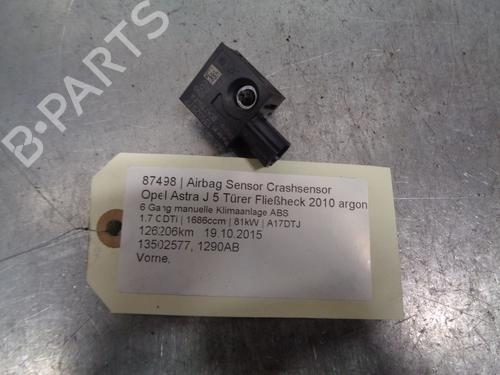 87498 | Airbag Sensor Crashsensor
Opel Astra J 5 Türer Fließheck 2010 argon
6 Gang manuelle Klimaanlage ABS
1.7 CDTi | 1686ccm | 81kW | A17DTJ
126206km 19.10.2015
13502577, 1290AB
Vorne.
B-PARTS